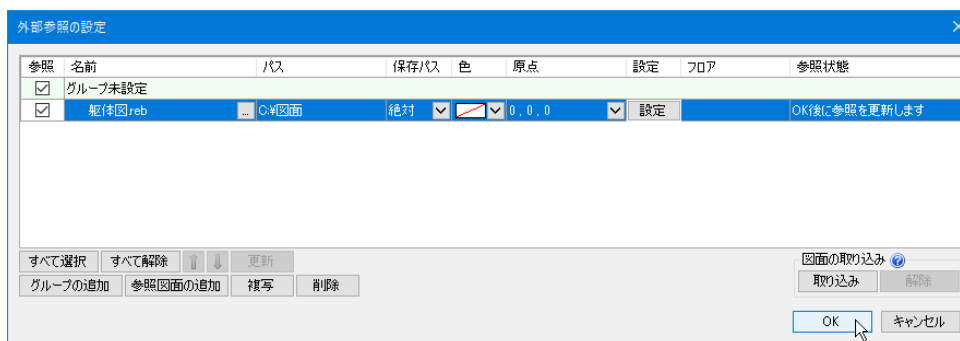 外部参照の設定
参照 名前 パス 保存パス 色 原点 設定 フロア 参照状態
グループ未設定
躯体図.reb ... C:¥図面 絶対 0, 0, 0 設定 OK後に参照を更新します
すべて選択 すべて解除 更新
グループの追加 参照図面の追加 複写 削除
図面の取り込み
取り込み 解除
OK キャンセル